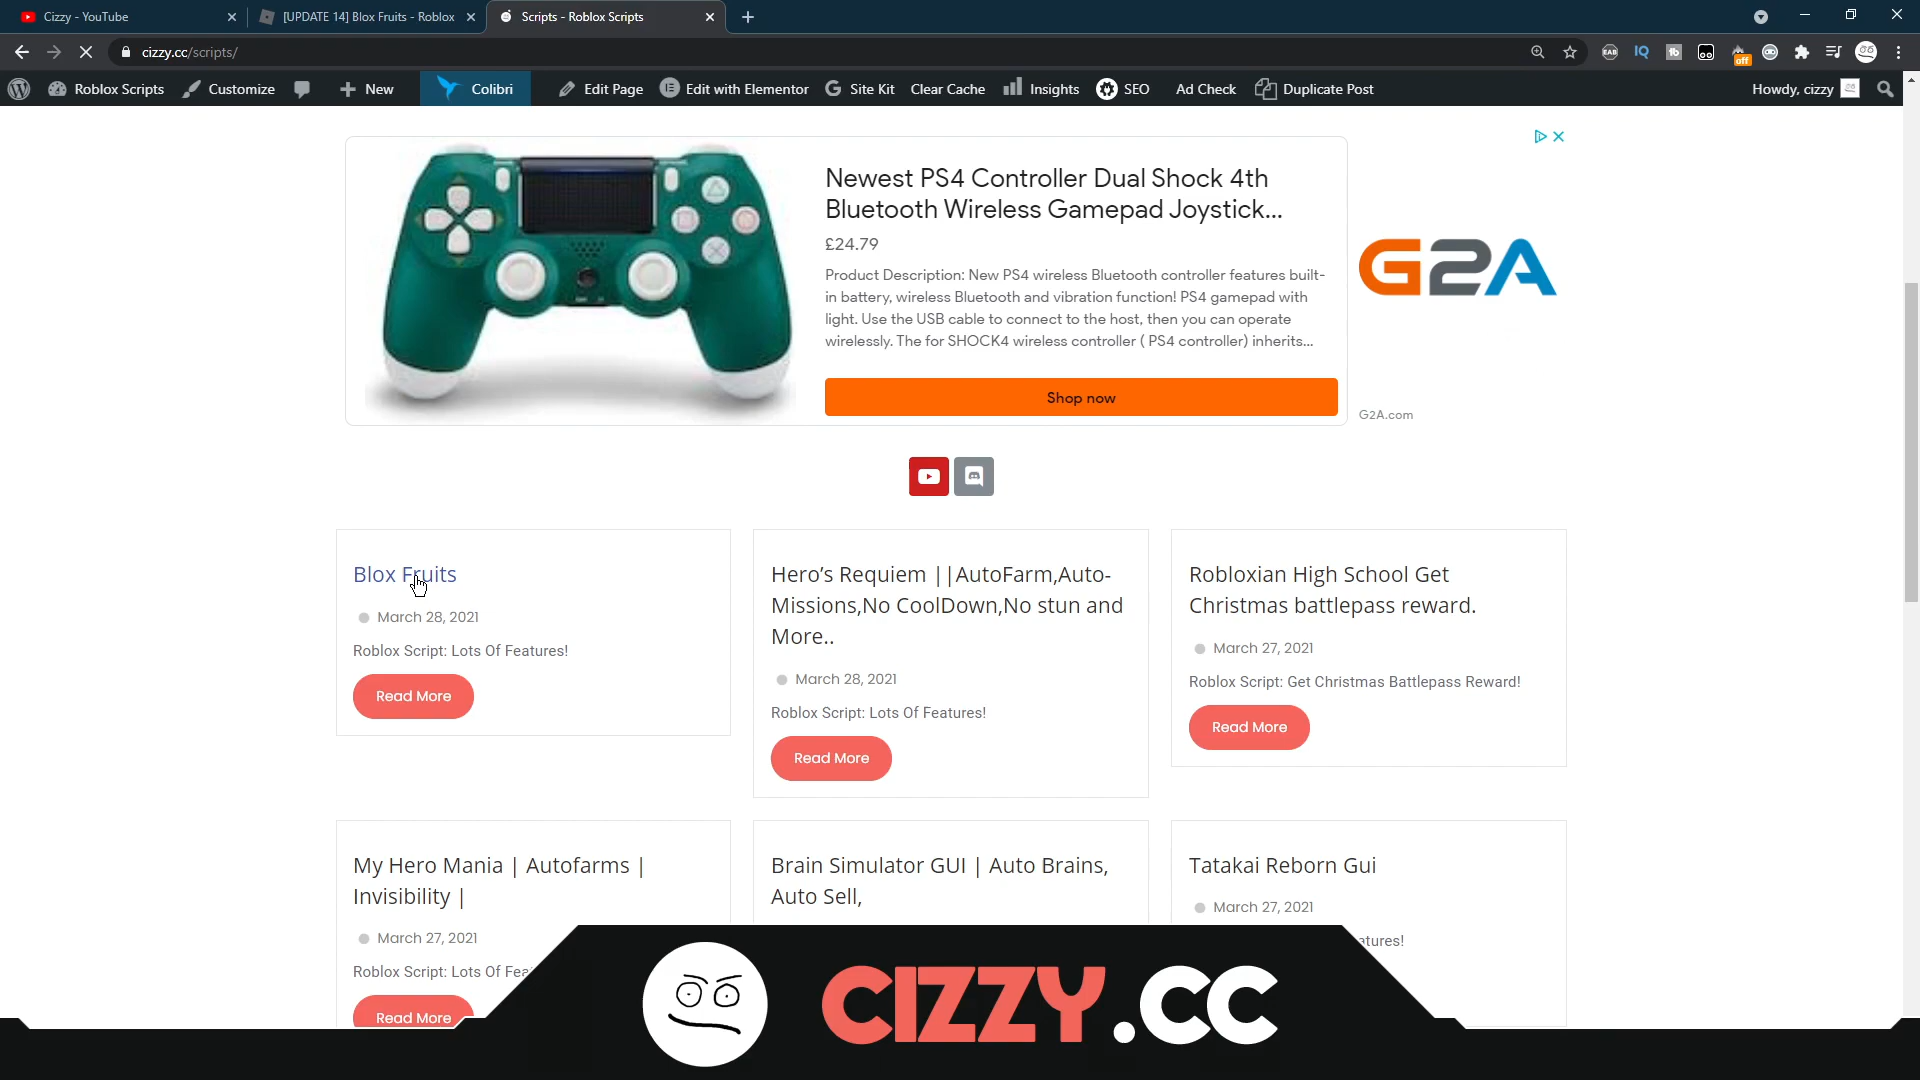 Cizzy - YouTube
[UPDATE 14] Blox Fruits - Roblox
Scripts - Roblox Scripts
cizzy.cc/scripts/
Roblox Scripts
Customize
New
Colibri
Edit Page
Edit with Elementor
Site Kit
Clear Cache
Insights
SEO
Ad Check
Duplicate Post
Howdy, cizzy
Newest PS4 Controller Dual Shock 4th
Bluetooth Wireless Gamepad Joystick...
£24.79
Product Description: New PS4 wireless Bluetooth controller features built-
in battery, wireless Bluetooth and vibration function! PS4 gamepad with
light. Use the USB cable to connect to the host, then you can operate
wirelessly. The for SHOCK4 wireless controller ( PS4 controller) inherits...
Shop now
G2A
G2A.com
Blox Fruits
March 28, 2021
Roblox Script: Lots Of Features!
Read More
Hero’s Requiem ||AutoFarm,Auto-
Missions,No CoolDown,No stun and
More..
March 28, 2021
Roblox Script: Lots Of Features!
Read More
Robloxian High School Get
Christmas battlepass reward.
March 27, 2021
Roblox Script: Get Christmas Battlepass Reward!
Read More
My Hero Mania | Autofarms |
Invisibility |
March 27, 2021
Roblox Script: Lots Of Fea
Read More
Brain Simulator GUI | Auto Brains,
Auto Sell,
Tatakai Reborn Gui
March 27, 2021
atures!
CIZZY.CC